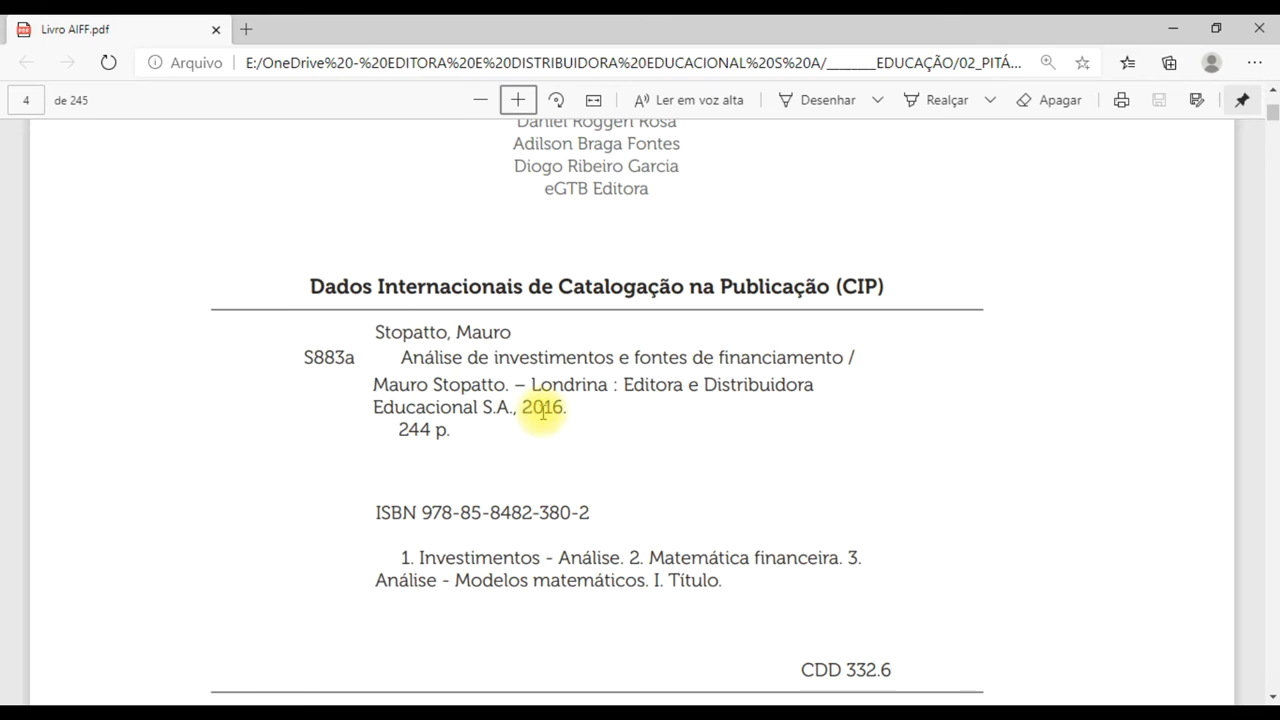 Livro AIFF.pdf
Arquivo E:/OneDrive%20-%20EDITORA%20E%20DISTRIBUIDORA%20EDUCACIONAL%20S%20A/________EDUCAÇÃO/02_PITÁ...
4 de 245 Ler em voz alta Desenhar Realçar Apagar
Daniel Roggeri Rosa
Adilson Braga Fontes
Diogo Ribeiro Garcia
eGTB Editora
Dados Internacionais de Catalogação na Publicação (CIP)
Stopatto, Mauro
S883a Análise de investimentos e fontes de financiamento /
Mauro Stopatto. – Londrina : Editora e Distribuidora
Educacional S.A., 2016.
244 p.
ISBN 978-85-8482-380-2
1. Investimentos - Análise. 2. Matemática financeira. 3.
Análise - Modelos matemáticos. I. Título.
CDD 332.6